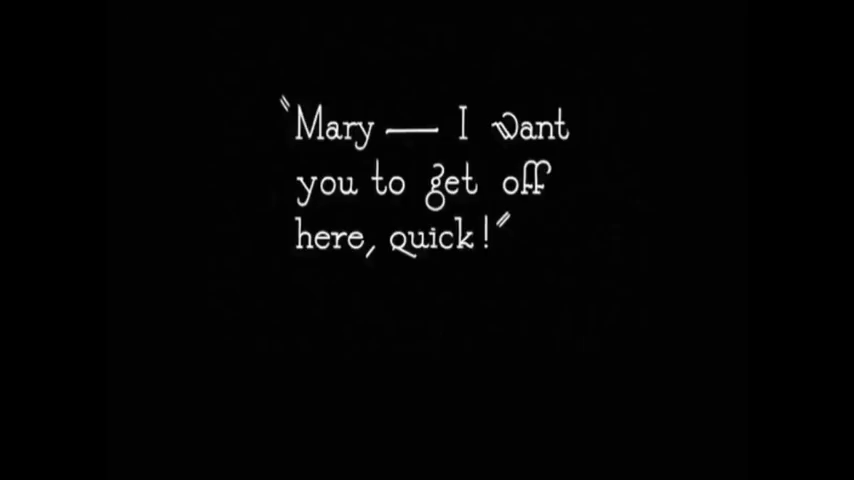 "Mary — I want
you to get off
here, quick!"